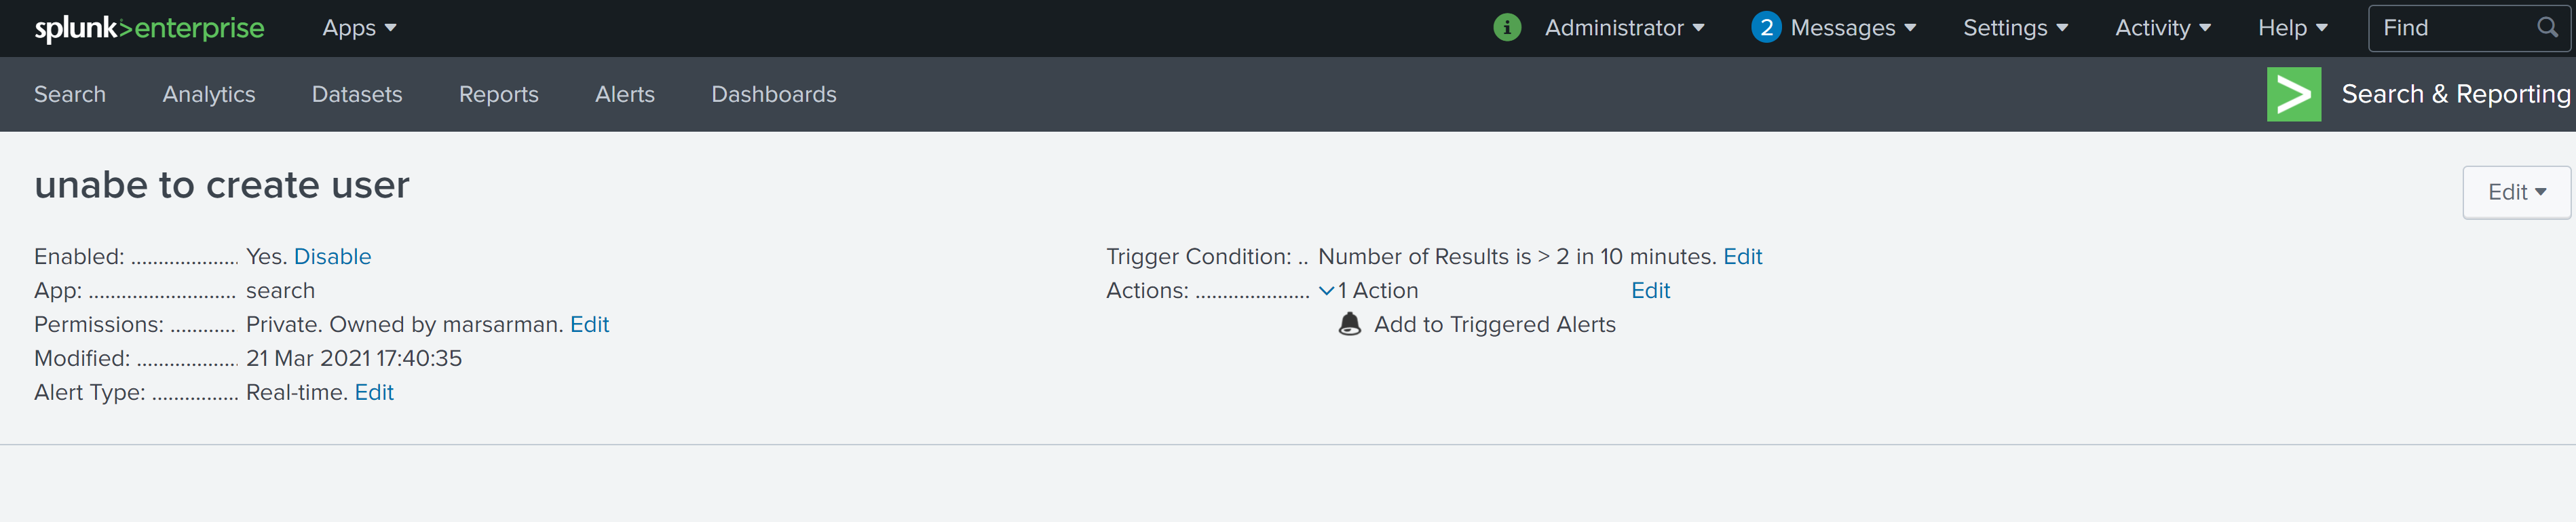 splunk>enterprise Apps i Administrator 2 Messages Settings Activity Help Find
Search Analytics Datasets Reports Alerts Dashboards > Search & Reporting
unabe to create user
Edit
Enabled: .................... Yes. Disable
App: ........................... search
Permissions: ............ Private. Owned by marsarman. Edit
Modified: ................... 21 Mar 2021 17:40:35
Alert Type: ................ Real-time. Edit
Trigger Condition: .. Number of Results is > 2 in 10 minutes. Edit
Actions: ..................... 1 Action Edit
Add to Triggered Alerts